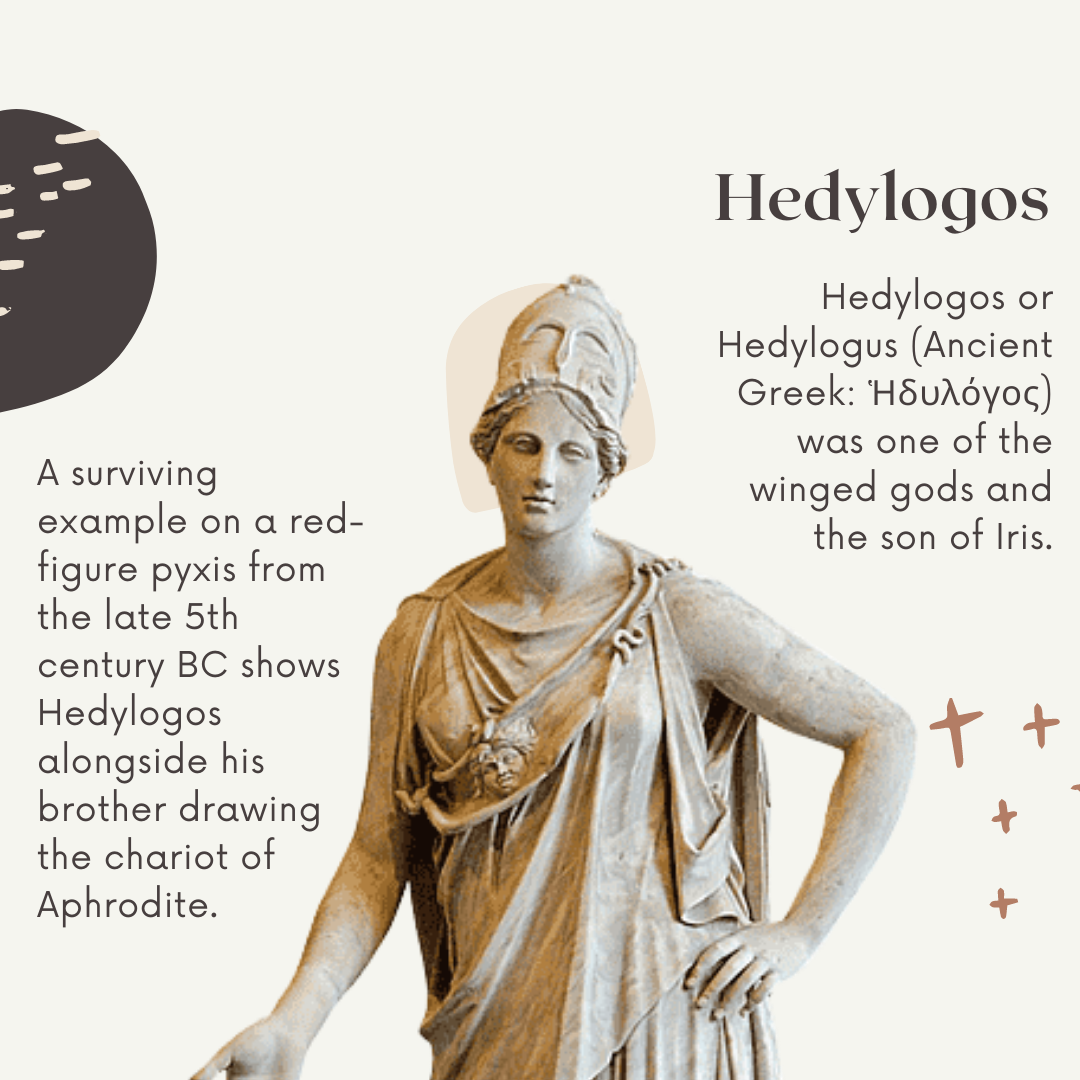 Hedylogos
Hedylogos or
Hedylogus (Ancient
Greek: Ἡδυλόγος)
was one of the
winged gods and
the son of Iris.
A surviving
example on a red-
figure pyxis from
the late 5th
century BC shows
Hedylogos
alongside his
brother drawing
the chariot of
Aphrodite.